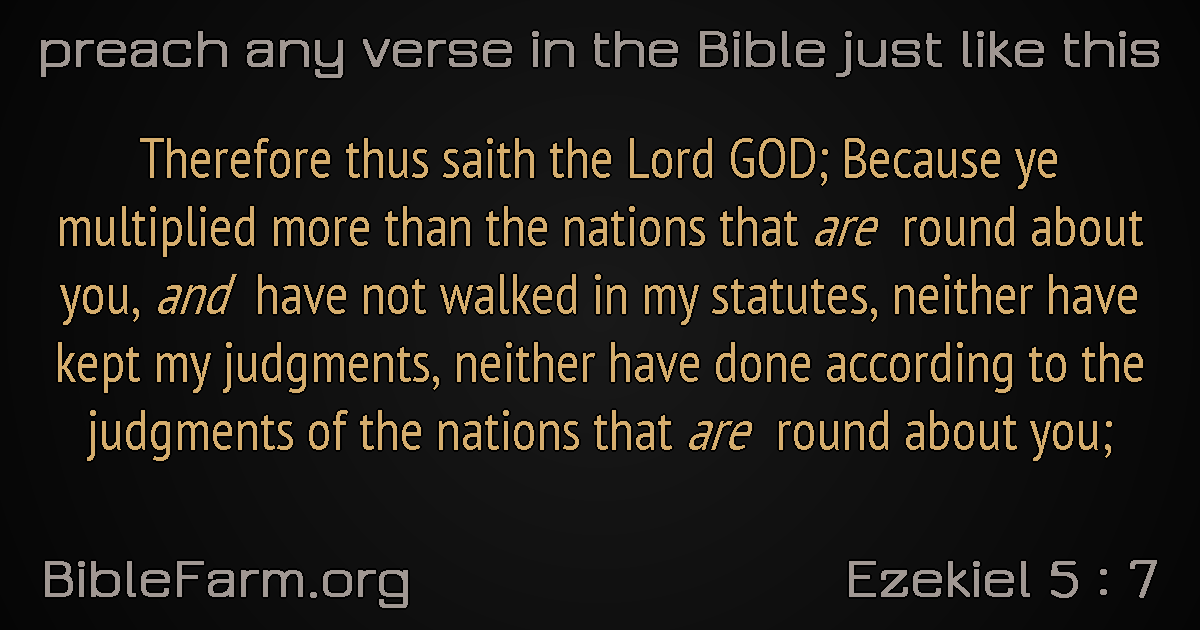 preach any verse in the Bible just like this
Therefore thus saith the Lord GOD; Because ye
multiplied more than the nations that are round about
you, and have not walked in my statutes, neither have
kept my judgments, neither have done according to the
judgments of the nations that are round about you;
BibleFarm.org
Ezekiel 5 : 7